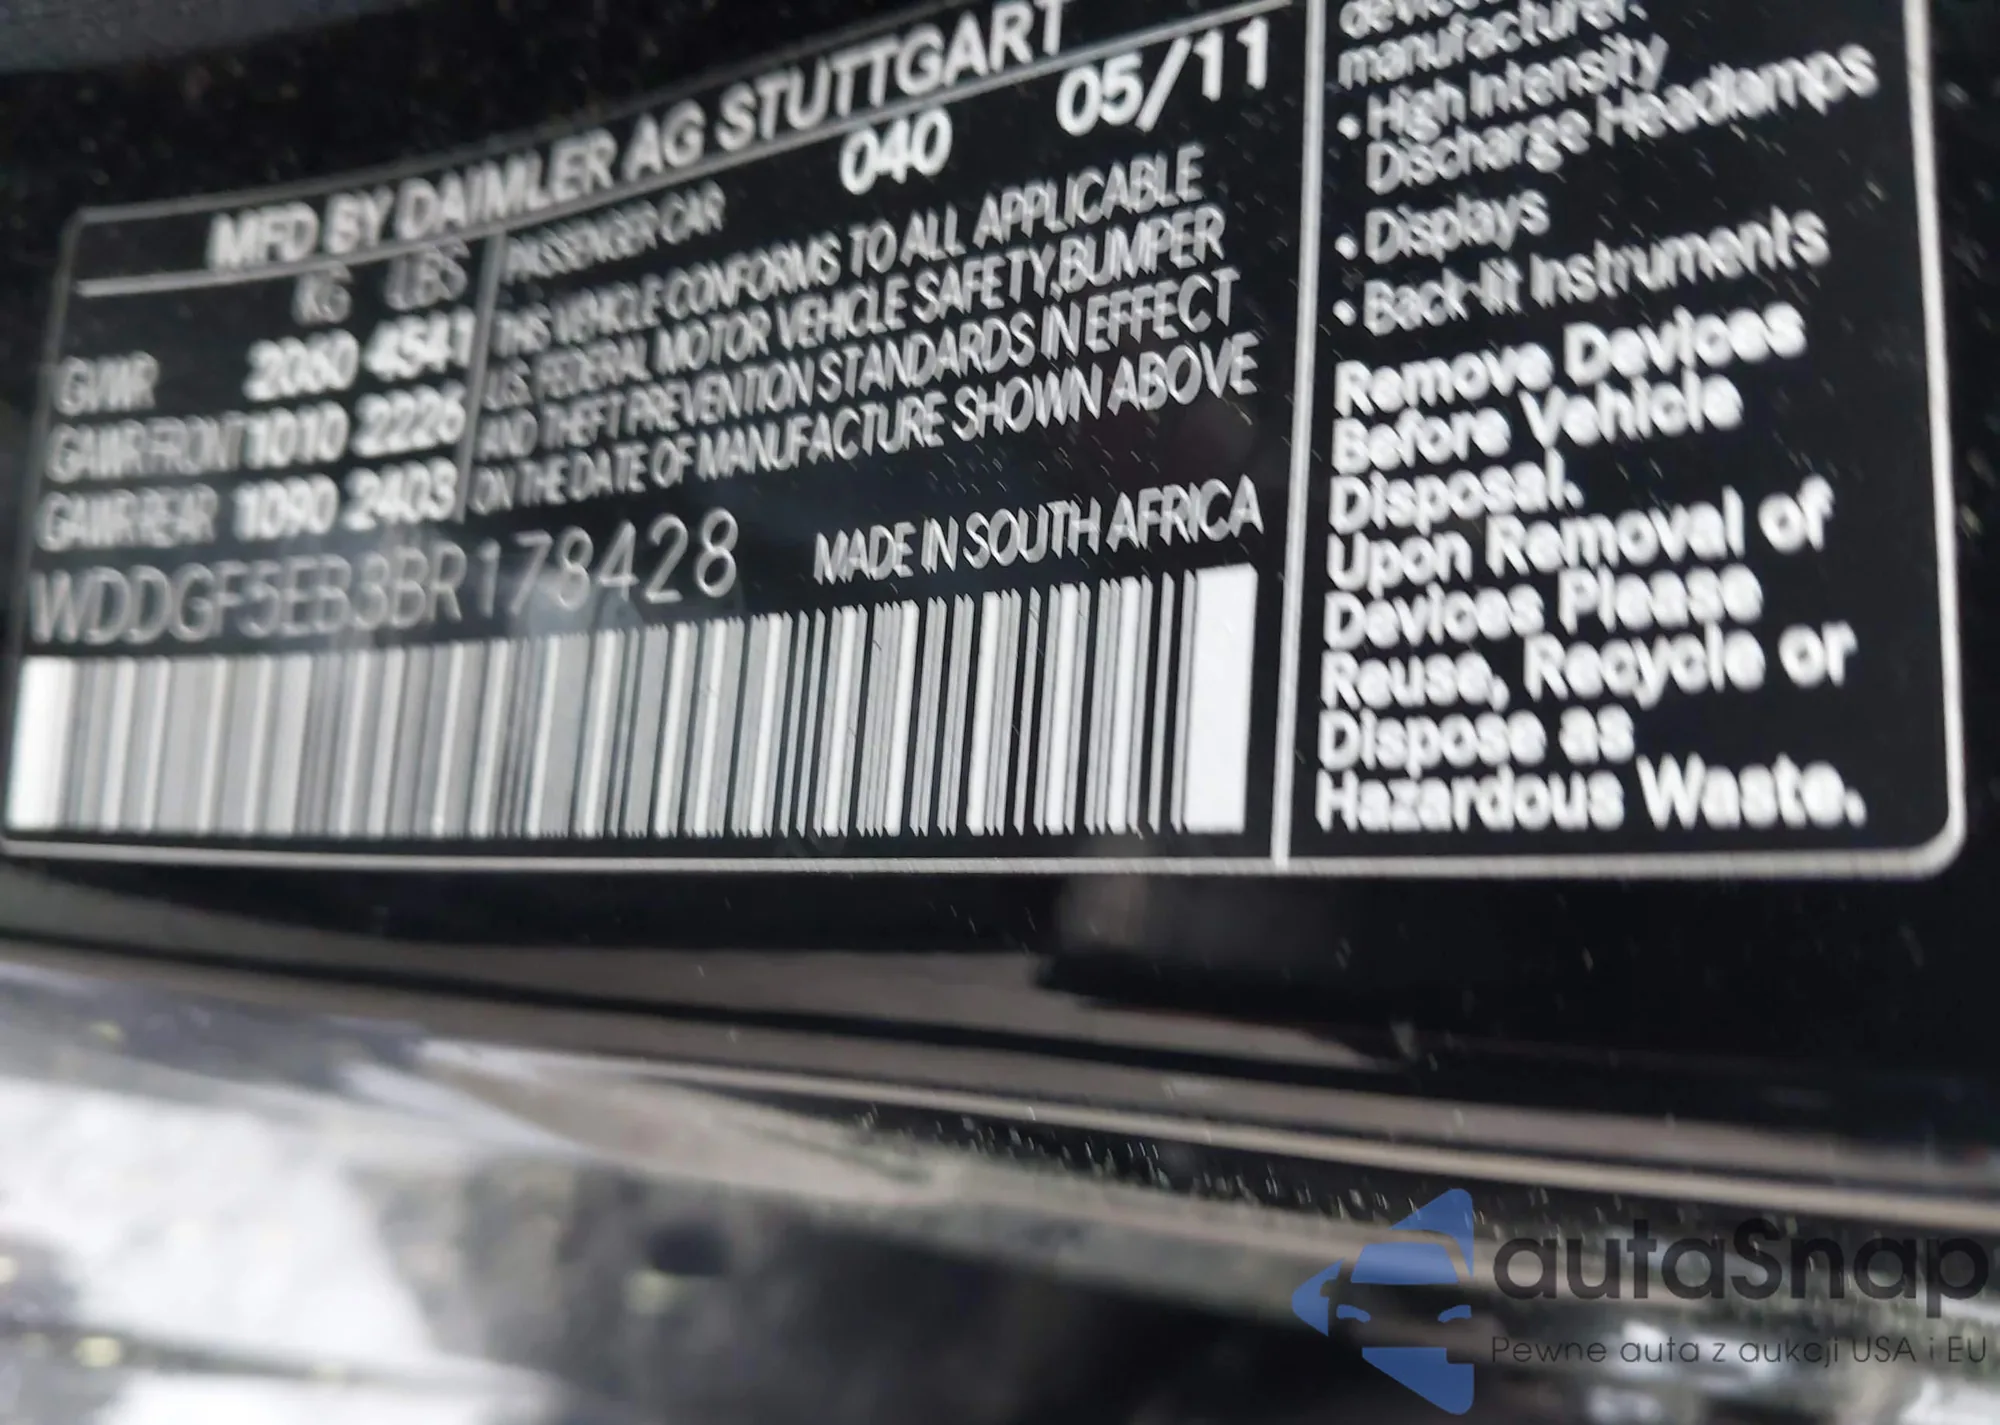 MFD BY DAIMLER AG STUTTGART
040 05/11
KG LBS
GVWR 2060 4541
GAWR FRONT 1010 2226
GAWR REAR 1090 2403
PASSENGER CAR
THIS VEHICLE CONFORMS TO ALL APPLICABLE
U.S. FEDERAL MOTOR VEHICLE SAFETY,BUMPER
AND THEFT PREVENTION STANDARDS IN EFFECT
ON THE DATE OF MANUFACTURE SHOWN ABOVE
WDDGF5EB3BR178428
MADE IN SOUTH AFRICA
manufacturer.
• High Intensity
Discharge Headlamps
• Displays
• Back-lit Instruments
Remove Devices
Before Vehicle
Disposal.
Upon Removal of
Devices Please
Reuse, Recycle or
Dispose as
Hazardous Waste.
autaSnap
Pewne auta z aukcji USA i EU